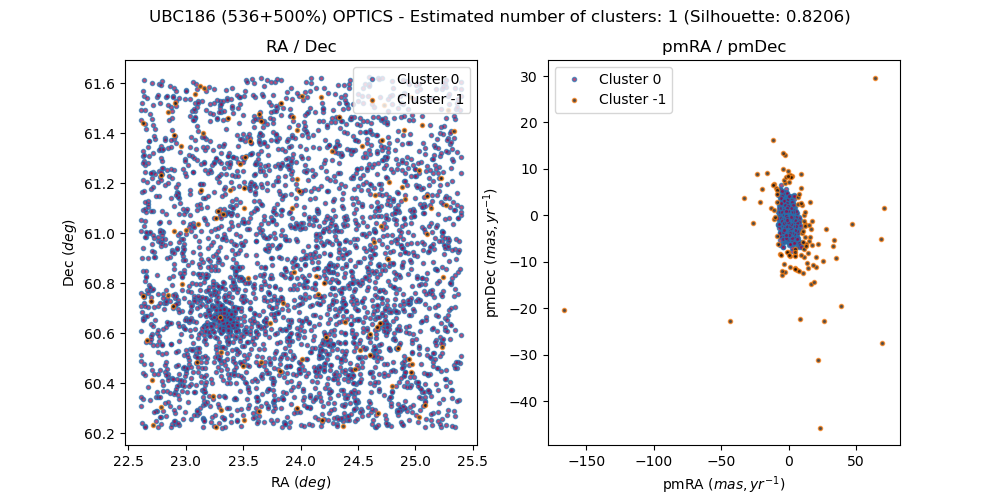 UBC186 (536+500%) OPTICS - Estimated number of clusters: 1 (Silhouette: 0.8206)
RA / Dec
Cluster 0
Cluster -1
61.6
61.4
61.2
61.0
60.8
60.6
60.4
60.2
Dec (deg)
22.5 23.0 23.5 24.0 24.5 25.0 25.5
RA (deg)
pmRA / pmDec
Cluster 0
Cluster -1
30
20
10
0
−10
−20
−30
−40
pmDec (mas, yr⁻¹)
−150 −100 −50 0 50
pmRA (mas, yr⁻¹)